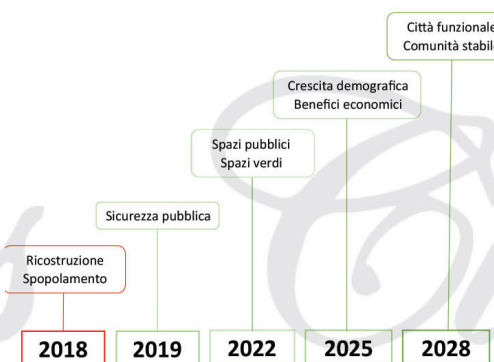 Città funzionale
Comunità stabile
Crescita demografica
Benefici economici
Spazi pubblici
Spazi verdi
Sicurezza pubblica
Ricostruzione
Spopolamento
2018
2019
2022
2025
2028